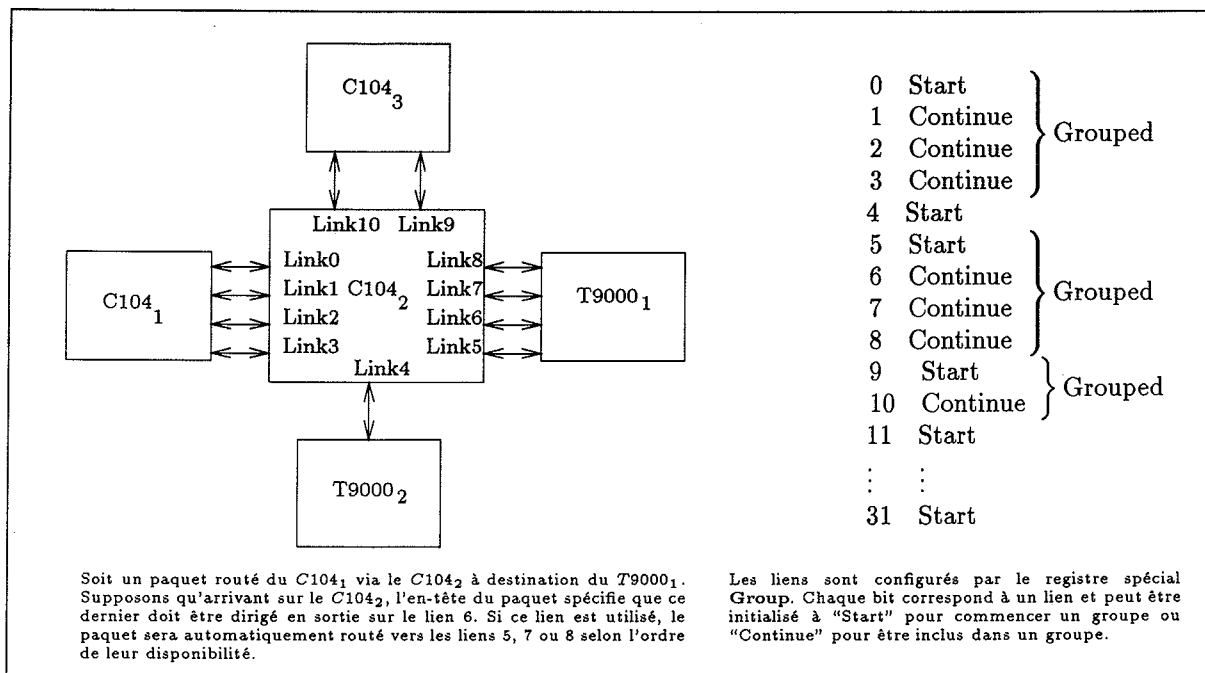 C104 3
Link10 Link9
Link0
Link1
Link2
Link3
C104 2
Link8
Link7
Link6
Link5
Link4
C104 1
T9000 1
T9000 2
0 Start
1 Continue
2 Continue
3 Continue
Grouped
4 Start
5 Start
6 Continue
7 Continue
8 Continue
Grouped
9 Start
10 Continue
Grouped
11 Start
⋮ ⋮
31 Start
Soit un paquet routé du C104₁ via le C104₂ à destination du T9000₁.
Supposons qu'arrivant sur le C104₂, l'en-tête du paquet spécifie que ce
dernier doit être dirigé en sortie sur le lien 6. Si ce lien est utilisé, le
paquet sera automatiquement routé vers les liens 5, 7 ou 8 selon l'ordre
de leur disponibilité.
Les liens sont configurés par le registre spécial
Group. Chaque bit correspond à un lien et peut être
initialisé à “Start” pour commencer un groupe ou
“Continue” pour être inclus dans un groupe.